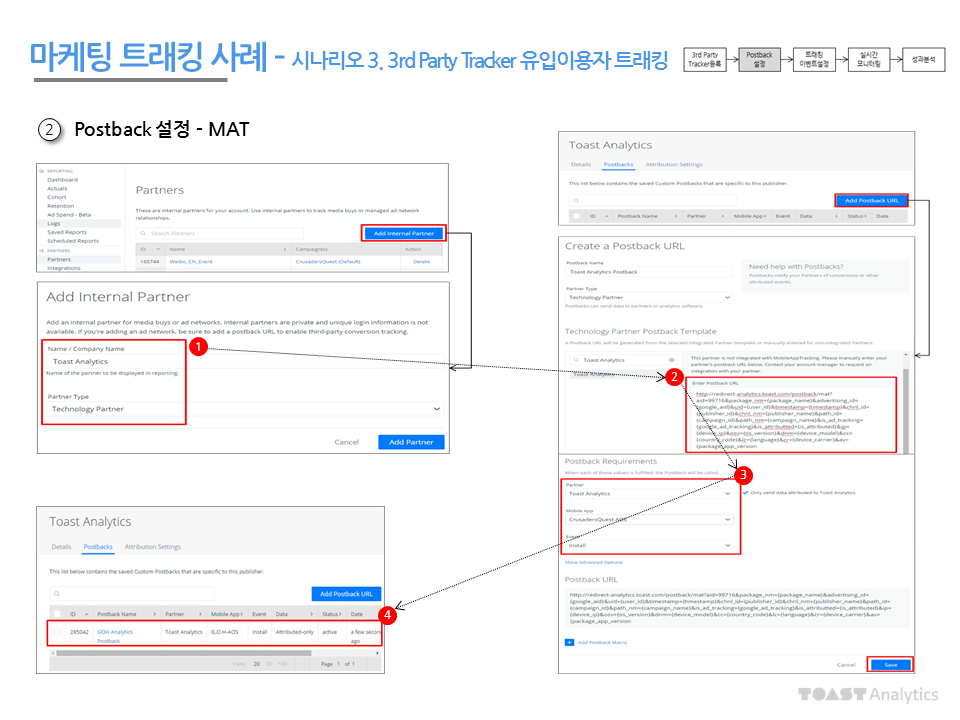 마케팅 트래킹 사례 - 시나리오 3. 3rd Party Tracker 유입이용자 트래킹
3rd Party
Tracker등록
Postback
설정
트래킹
이벤트설정
실시간
모니터링
성과분석
2 Postback 설정 - MAT
REPORTING
Dashboard
Actuals
Cohort
Retention
Ad Spend - Beta
Logs
Saved Reports
Scheduled Reports
PARTNERS
Partners
Integrations
Partners
These are internal partners for your account. Use internal partners to track media buys or managed ad network
relationships.
Search Partners
Add Internal Partner
ID Name Campaign(s) Action
165744 Weibo_CN_Event CrusadersQuest (Default) Delete
Add Internal Partner
Add an internal partner for media buys or ad networks. Internal partners are private and unique login information is not
available. If you're adding an ad network, be sure to add a postback URL to enable third-party conversion tracking.
Name / Company Name
Toast Analytics
Name of the partner to be displayed in reporting.
Partner Type
Technology Partner
Cancel Add Partner
1
Toast Analytics
Details Postbacks Attribution Settings
This list below contains the saved Custom Postbacks that are specific to this publisher.
Add Postback URL
ID Postback Name Partner Mobile App Event Data Status Date
Create a Postback URL
Postback Name
Toast Analytics Postback
Partner Type
Technology Partner
Postbacks can send data to partners or analytics software.
Need help with Postbacks?
Postbacks notify your Partners of conversions or other
attributed events.
Technology Partner Postback Template
A Postback URL will be generated from the selected Integrated Partner template or manually entered for non-integrated Partners.
Toast Analytics
Toast Analytics
This partner is not integrated with MobileAppTracking. Please manually enter your
partner's postback URL below. Contact your account manager to request an
integration with your partner.
2
Enter Postback URL
http://redirect-analytics.toast.com/postback/mat?
aid=99716&package_nm={package_name}&advertising_id=
{google_aid}&uid={user_id}&timestamp={timestamp}&chnl_id=
{publisher_id}&chnl_nm={publisher_name}&path_id=
{campaign_id}&path_nm={campaign_name}&is_ad_tracking=
{google_ad_tracking}&is_attributted={is_attributed}&ip=
{device_ip}&osv={os_version}&dnm={device_model}&cc=
{country_code}&lc={language}&cr={device_carrier}&av=
{package_app_version
Postback Requirements
When each of these values is fulfilled, the Postback will be called.
3
Partner
Toast Analytics
Only send data attributed to Toast Analytics
Mobile App
CrusadersQuest AOS
Event
Install
Show Advanced Options
Postback URL
http://redirect-analytics.toast.com/postback/mat?aid=99716&package_nm={package_name}&advertising_id=
{google_aid}&uid={user_id}&timestamp={timestamp}&chnl_id={publisher_id}&chnl_nm={publisher_name}&path_id=
{campaign_id}&path_nm={campaign_name}&is_ad_tracking={google_ad_tracking}&is_attributted={is_attributed}&ip=
{device_ip}&osv={os_version}&dnm={device_model}&cc={country_code}&lc={language}&cr={device_carrier}&av=
{package_app_version
Add Postback Macro
Cancel Save
Toast Analytics
Details Postbacks Attribution Settings
This list below contains the saved Custom Postbacks that are specific to this publisher.
Add Postback URL
ID Postback Name Partner Mobile App Event Data Status Date
4
285042 GOH Analytics Toast Analytics G.O.H-AOS Install Attributed-only active a few secon
Postback ago
View: 20 50 100 Page 1 of 1
TOAST Analytics